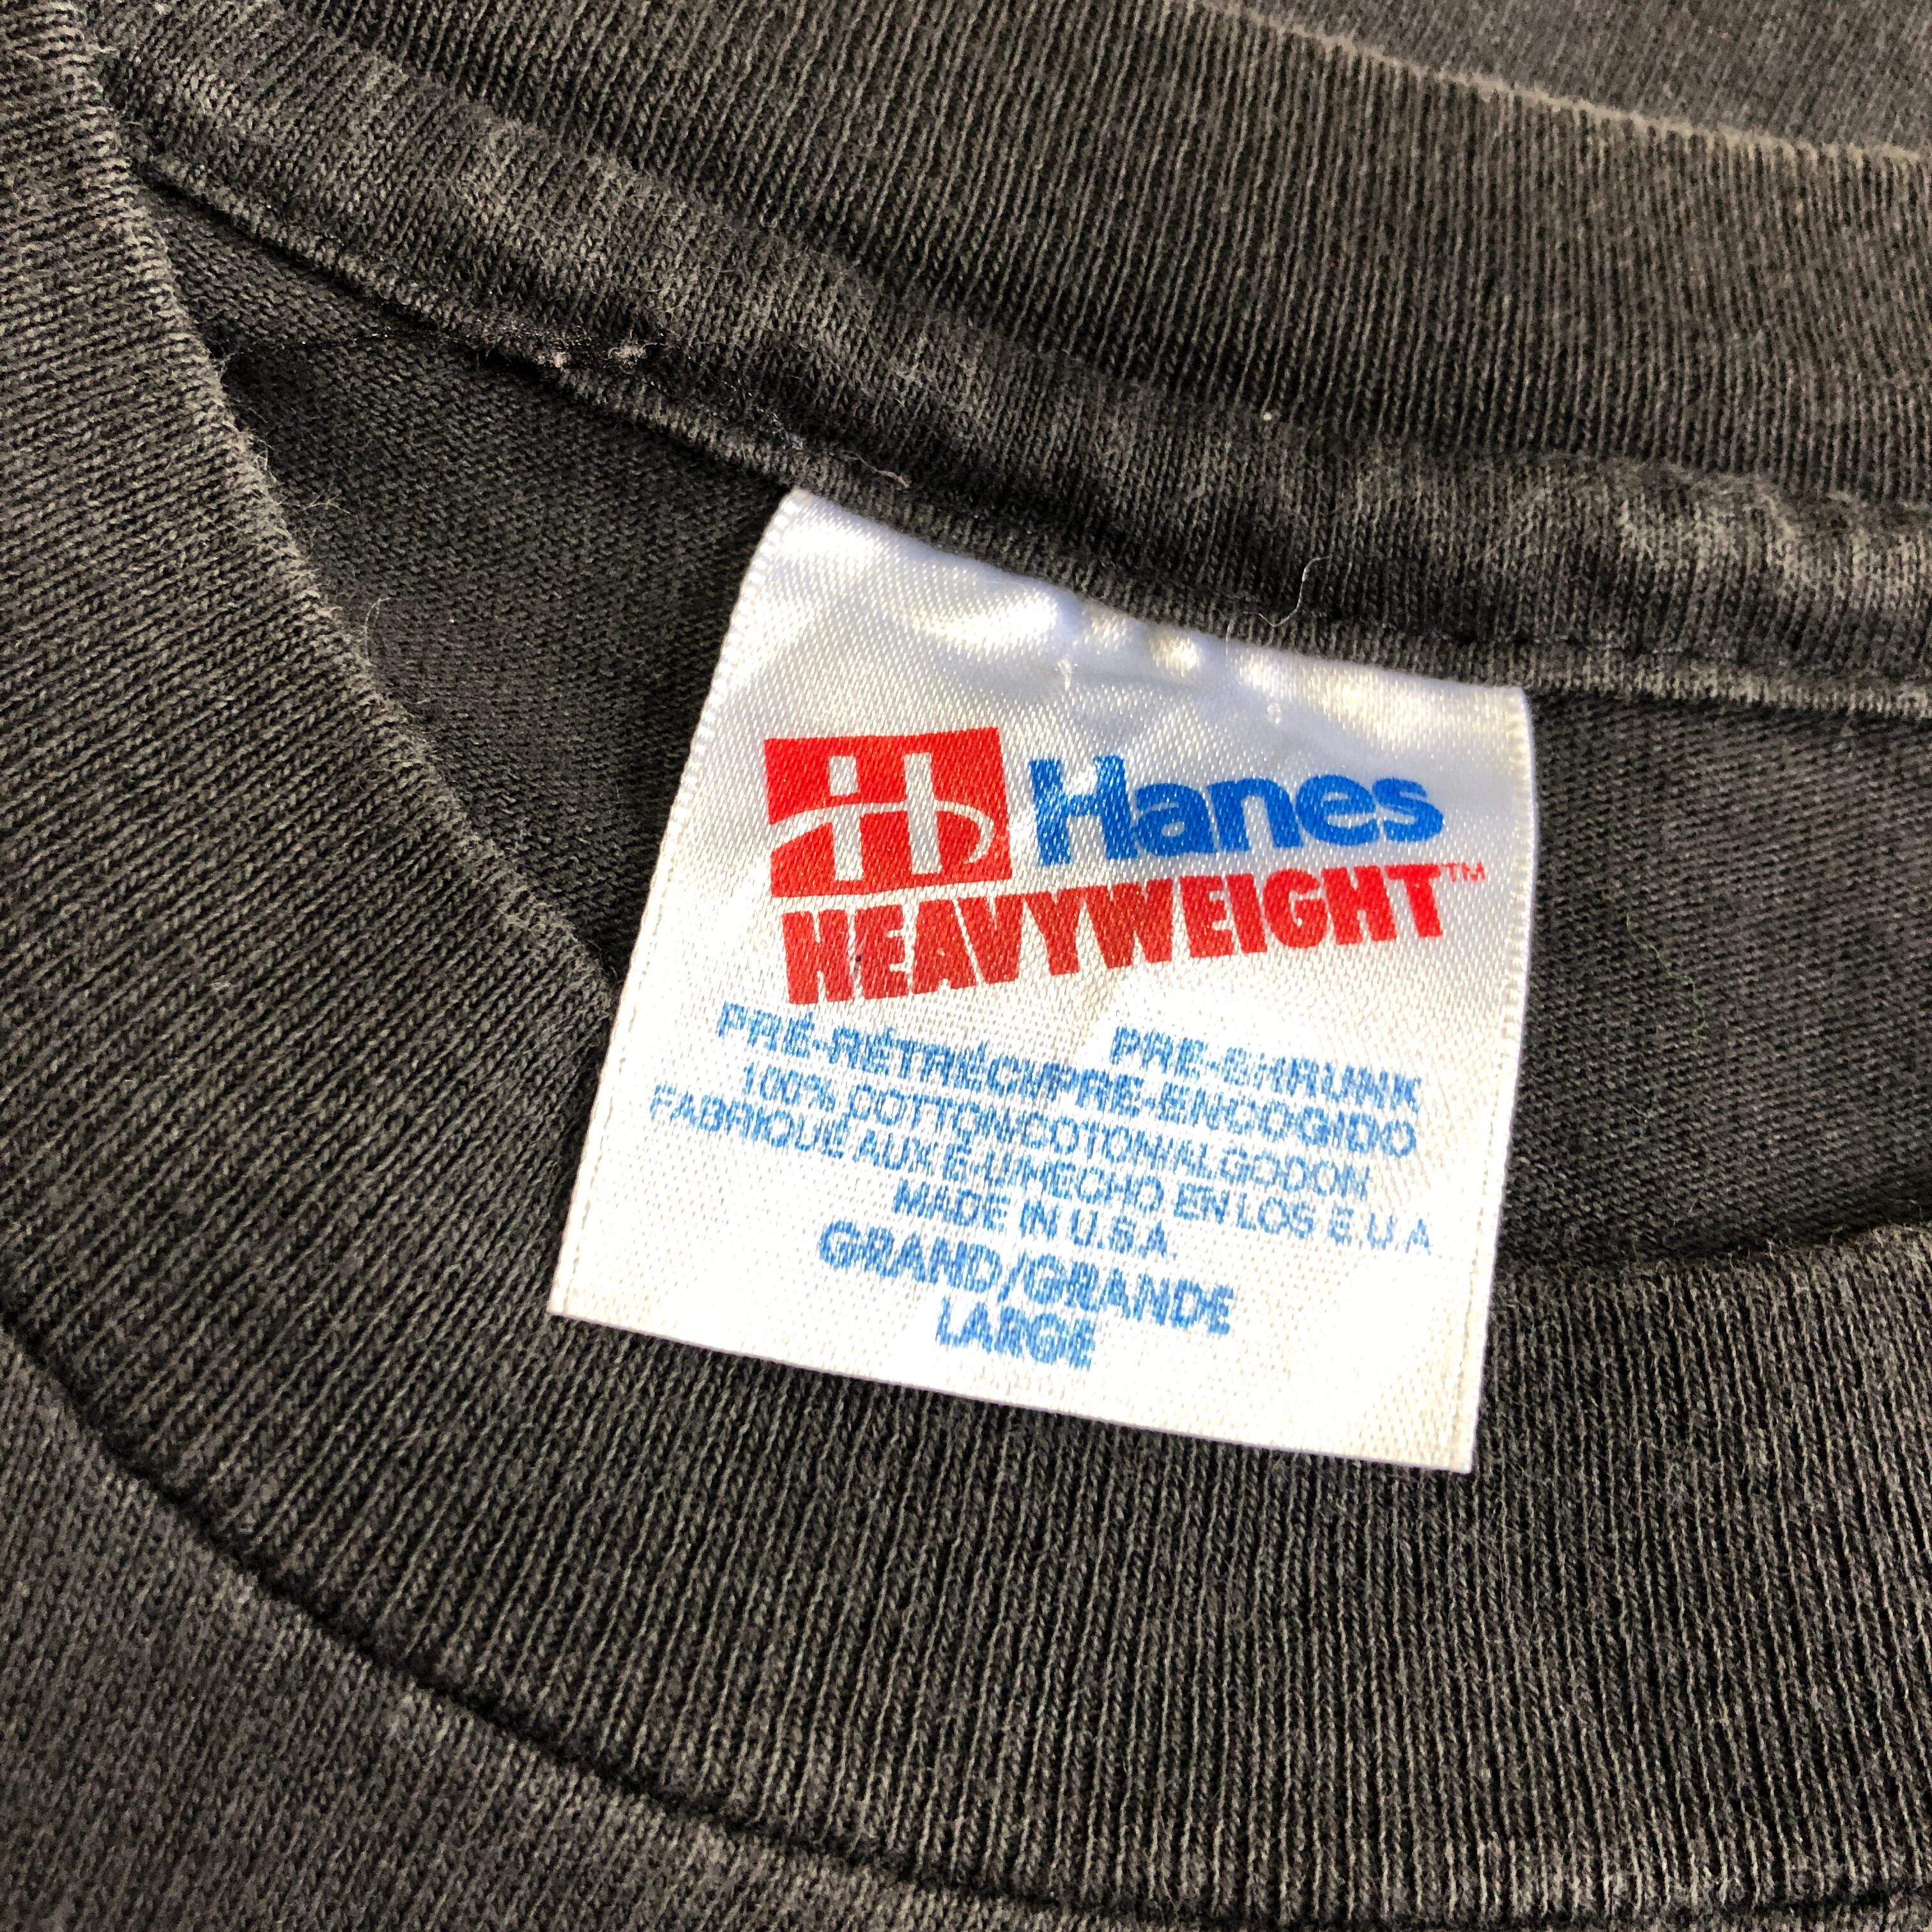 Hanes
HEAVYWEIGHT™
PRE-SHRUNK
PRÉ-RÉTRÉCI/PRE-ENCOGIDO
100% COTTON/COTON/ALGODON
FABRIQUÉ AUX É-U/HECHO EN LOS E.U.A
MADE IN U.S.A.
GRAND/GRANDE
LARGE